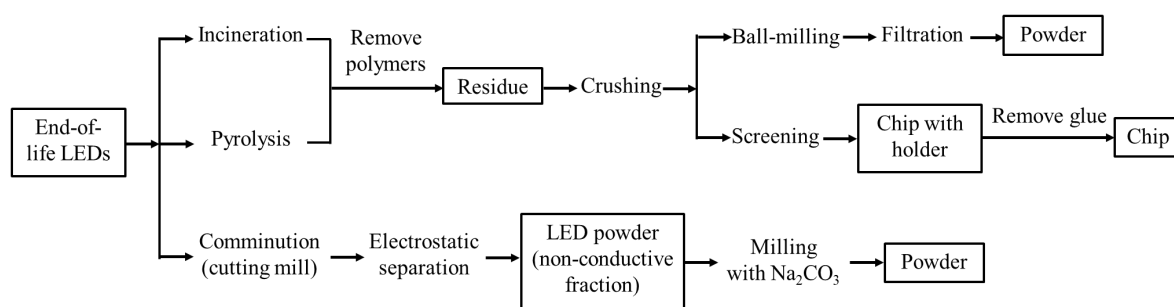 End-of-
life LEDs
Incineration
Pyrolysis
Remove
polymers
Residue
Crushing
Ball-milling
Filtration
Powder
Screening
Chip with
holder
Remove glue
Chip
Comminution
(cutting mill)
Electrostatic
separation
LED powder
(non-conductive
fraction)
Milling
with Na₂CO₃
Powder